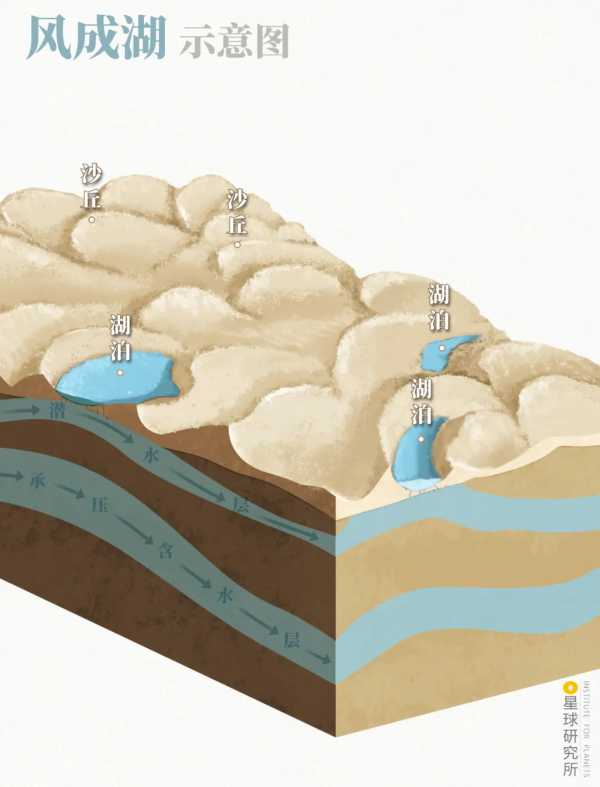 风成湖 示意图
沙丘
沙丘
湖泊
湖泊
湖泊
潜水层
承压含水层
星球研究所
INSTITUTE FOR PLANETS